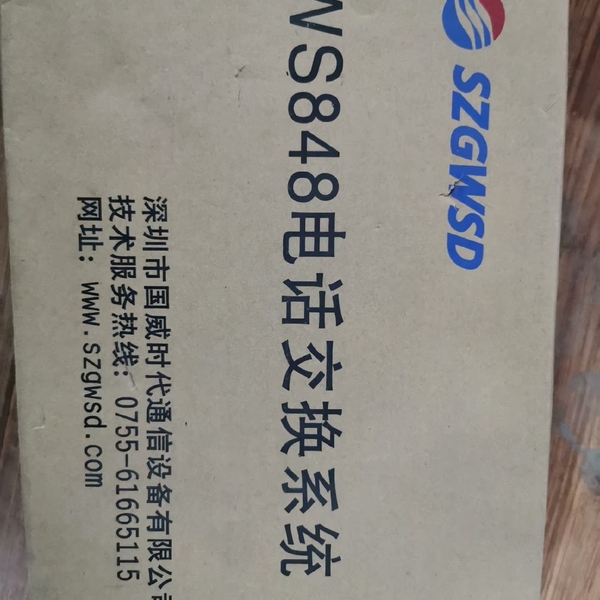 SZGWSD
WS848电话交换系统
深圳市国威时代通信设备有限公司
技术服务热线: 0755-61665115
网址: www.szgwsd.com